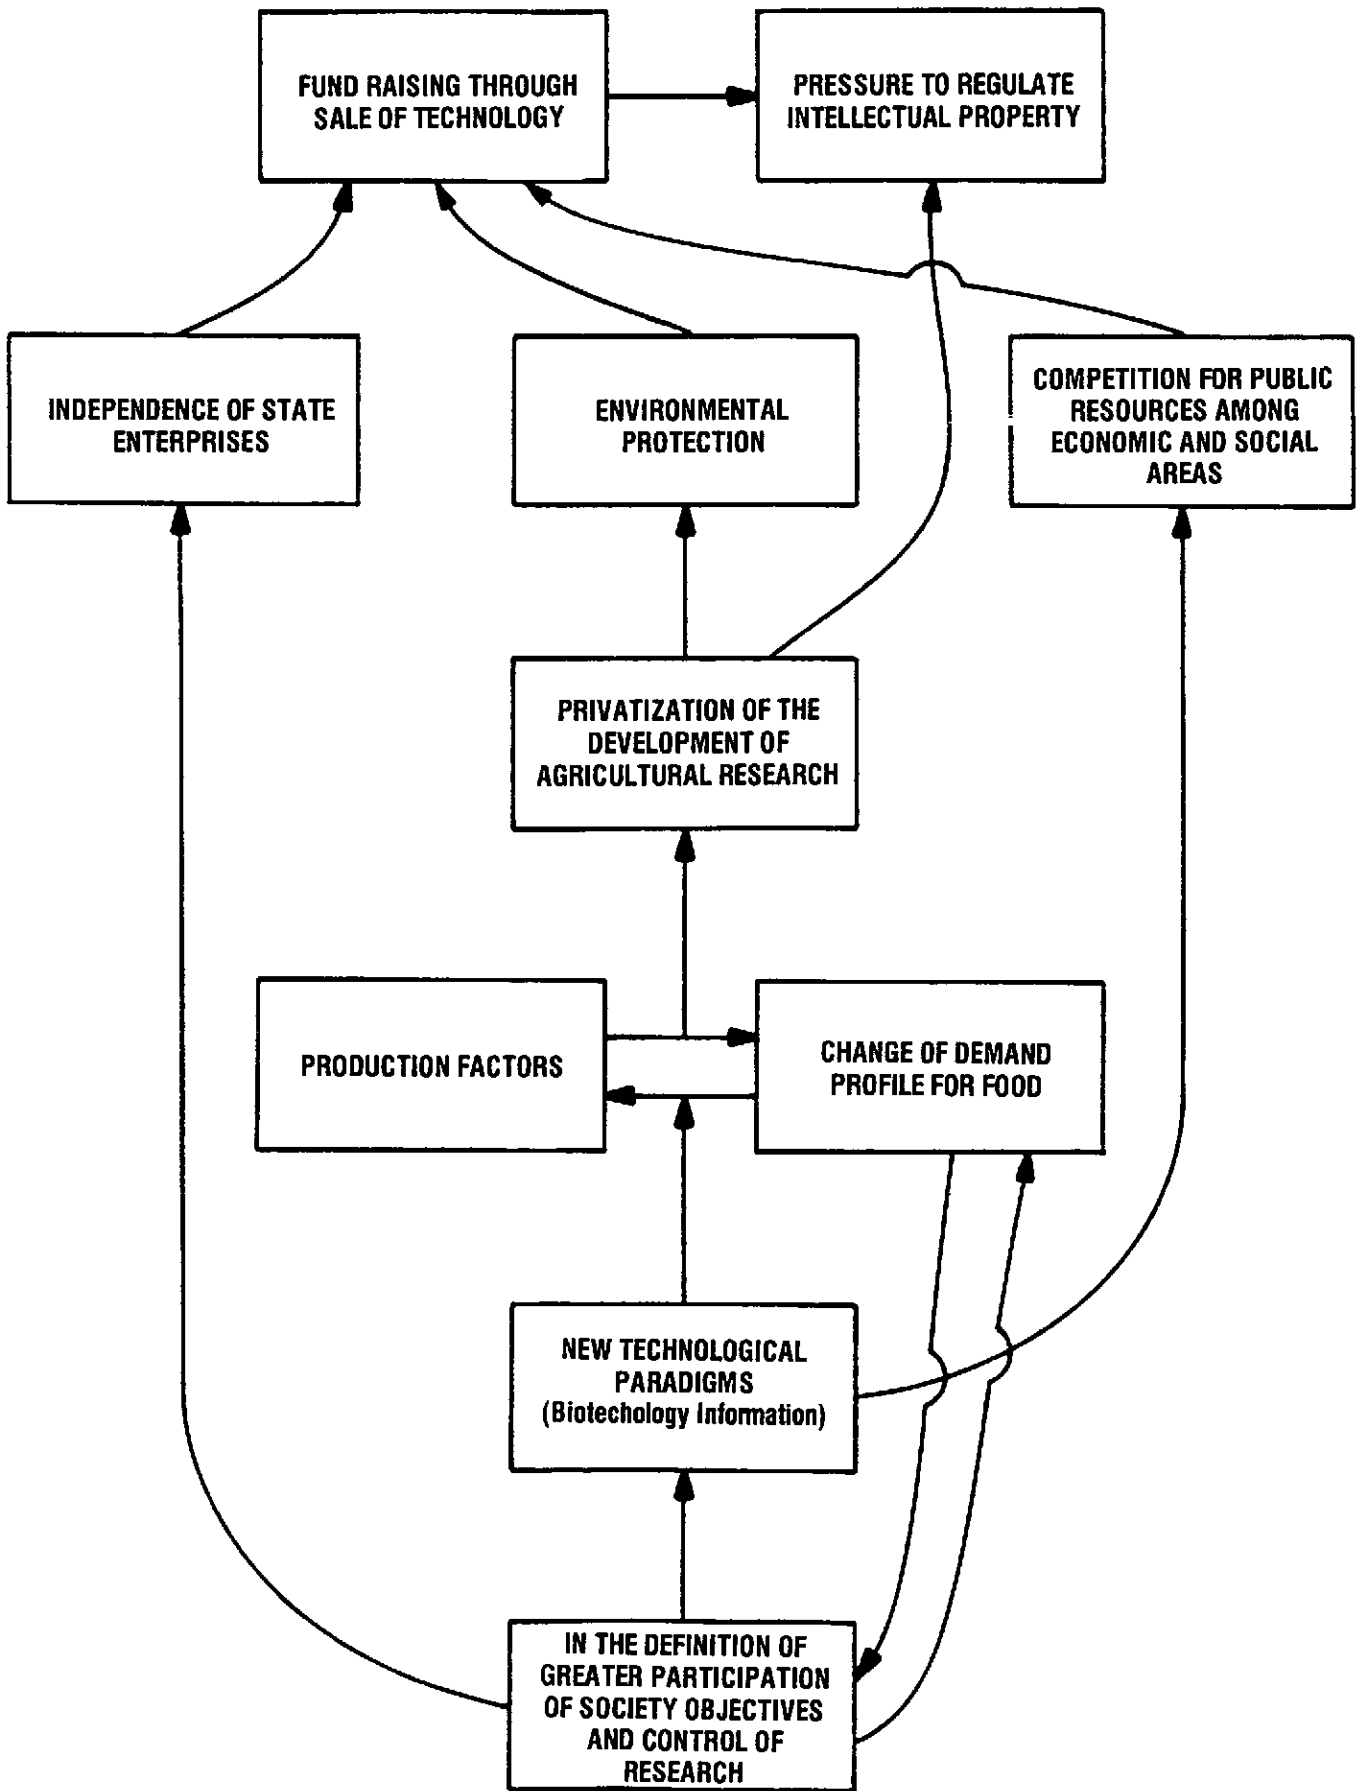 FUND RAISING THROUGH
SALE OF TECHNOLOGY
PRESSURE TO REGULATE
INTELLECTUAL PROPERTY
INDEPENDENCE OF STATE
ENTERPRISES
ENVIRONMENTAL
PROTECTION
COMPETITION FOR PUBLIC
RESOURCES AMONG
ECONOMIC AND SOCIAL
AREAS
PRIVATIZATION OF THE
DEVELOPMENT OF
AGRICULTURAL RESEARCH
PRODUCTION FACTORS
CHANGE OF DEMAND
PROFILE FOR FOOD
NEW TECHNOLOGICAL
PARADIGMS
(Biotechology Information)
IN THE DEFINITION OF
GREATER PARTICIPATION
OF SOCIETY OBJECTIVES
AND CONTROL OF
RESEARCH